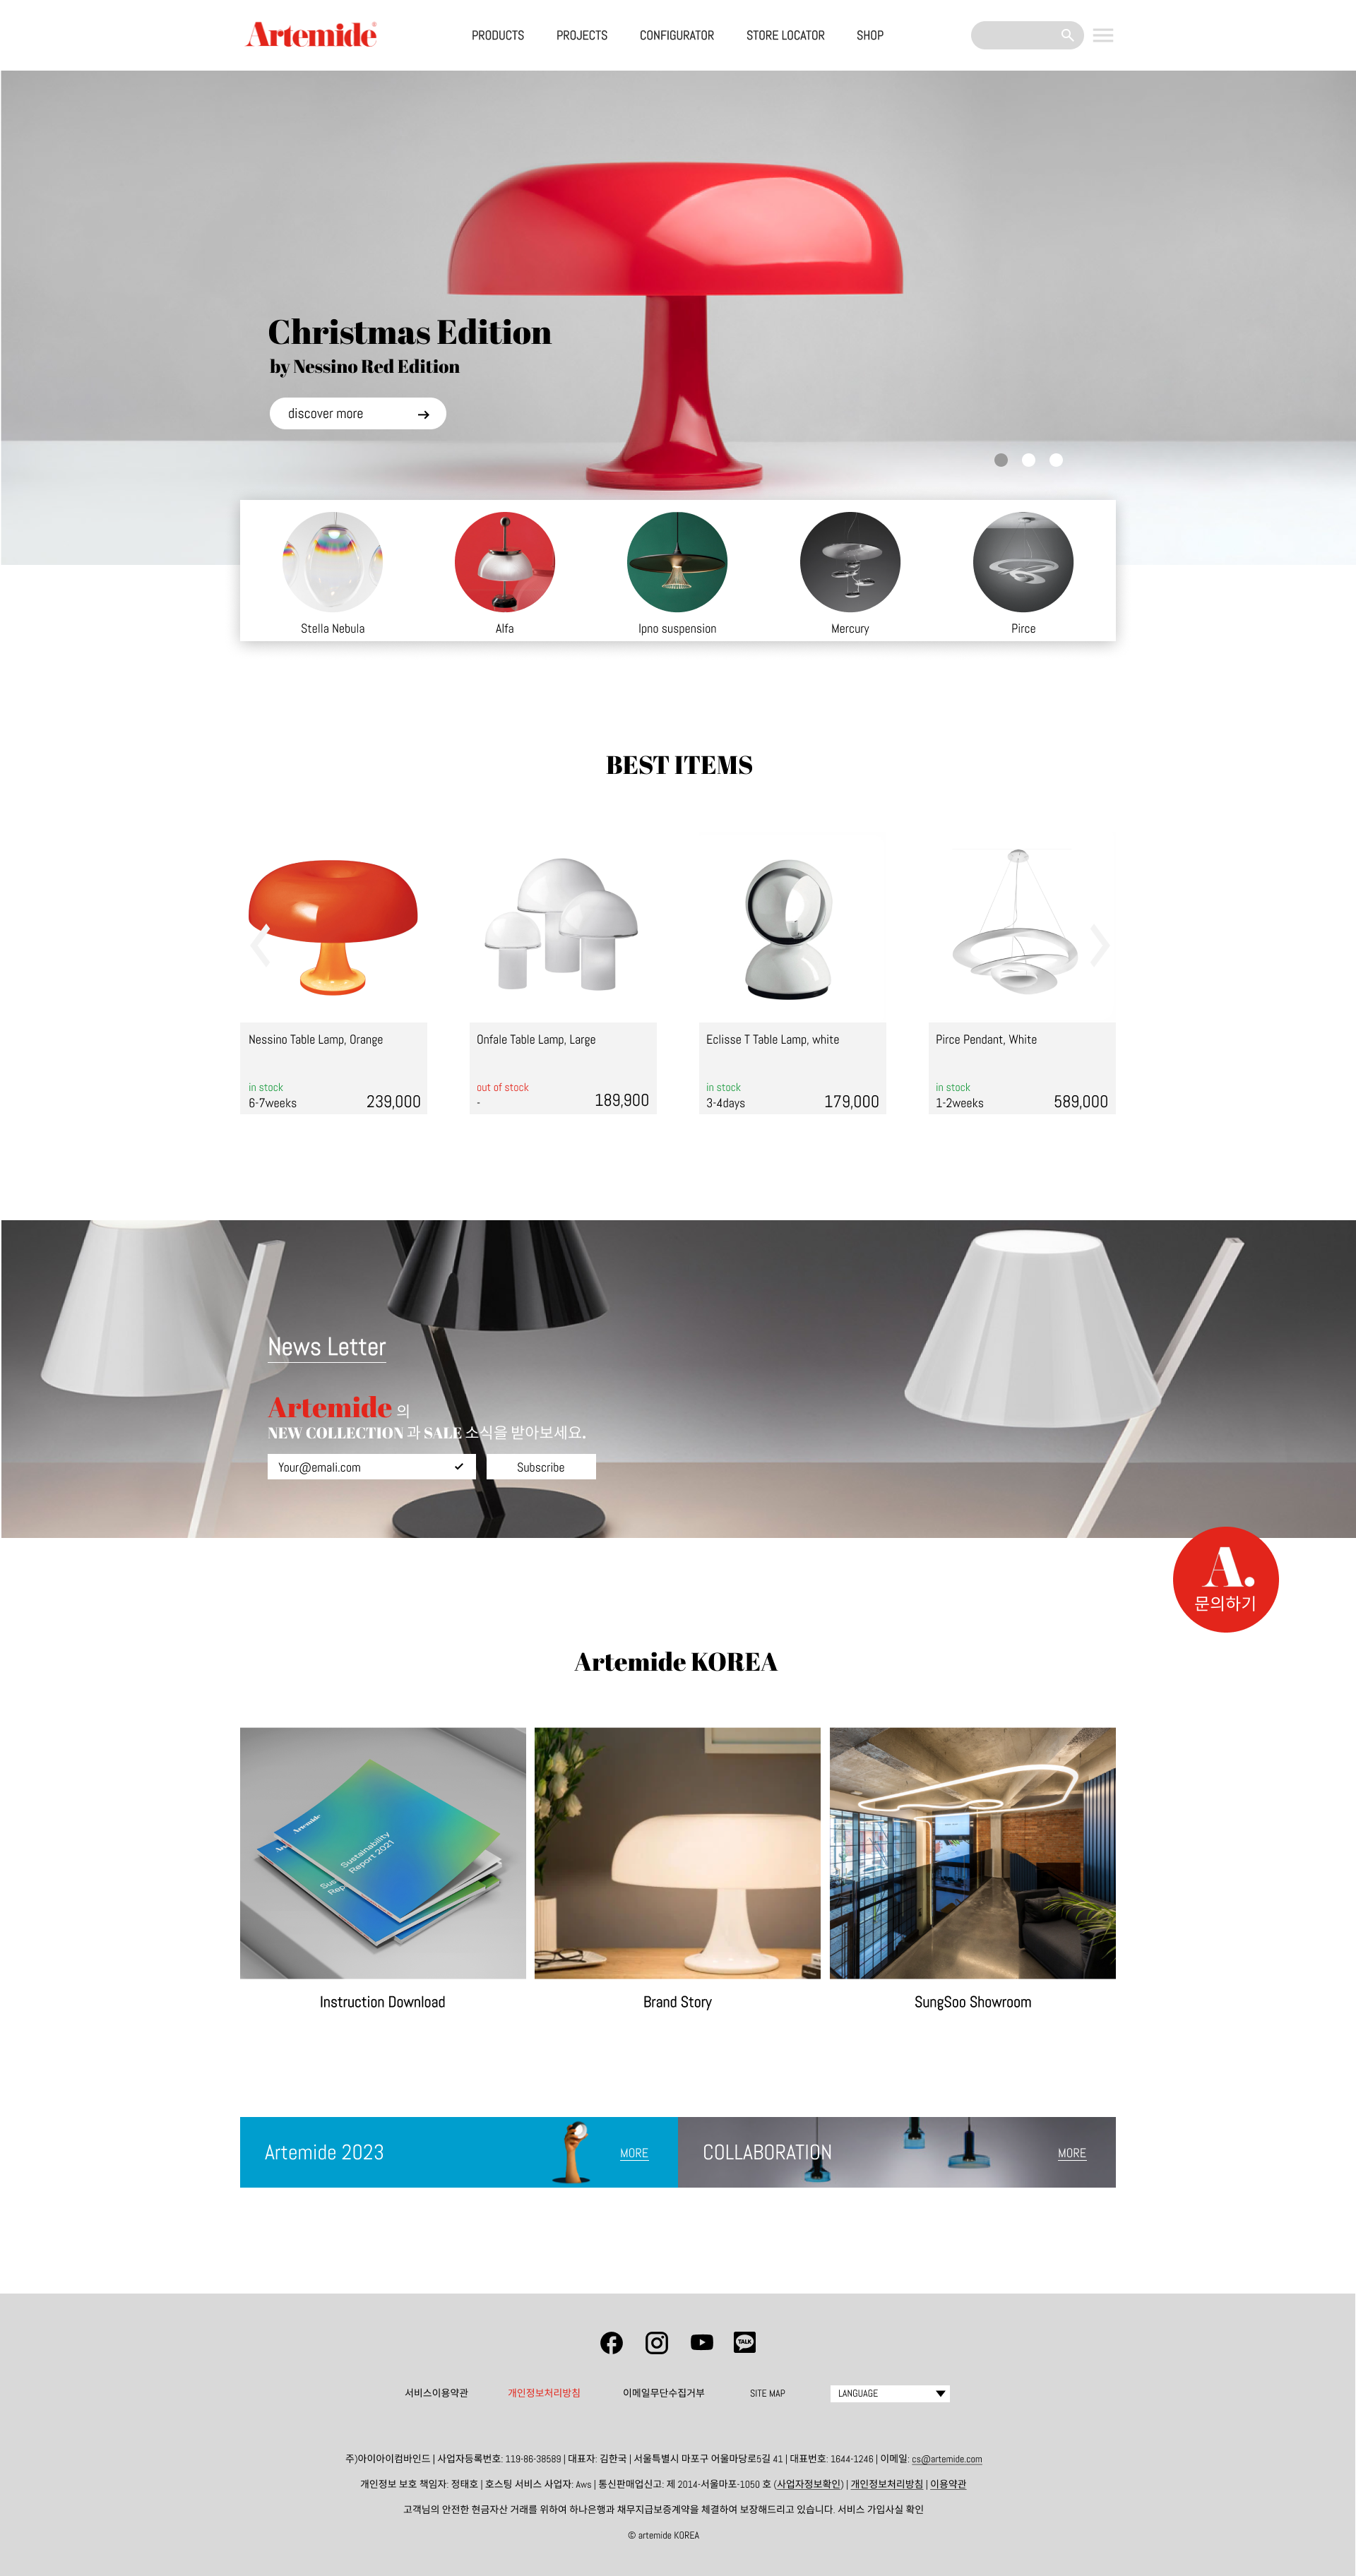 Artemide®
PRODUCTS PROJECTS CONFIGURATOR STORE LOCATOR SHOP
Christmas Edition
by Nessino Red Edition
discover more
Stella Nebula Alfa Ipno suspension Mercury Pirce
BEST ITEMS
Nessino Table Lamp, Orange
in stock
6-7weeks 239,000
Onfale Table Lamp, Large
out of stock
- 189,900
Eclisse T Table Lamp, white
in stock
3-4days 179,000
Pirce Pendant, White
in stock
1-2weeks 589,000
News Letter
Artemide 의
NEW COLLECTION 과 SALE 소식을 받아보세요.
Your@emali.com Subscribe
A.
문의하기
Artemide KOREA
Artemide
Sustainability
Report 2021
Instruction Download Brand Story SungSoo Showroom
Artemide 2023 MORE COLLABORATION MORE
TALK
서비스이용약관 개인정보처리방침 이메일무단수집거부 SITE MAP LANGUAGE
주)아이아이컴바인드 | 사업자등록번호: 119-86-38589 | 대표자: 김한국 | 서울특별시 마포구 어울마당로5길 41 | 대표번호: 1644-1246 | 이메일: cs@artemide.com
개인정보 보호 책임자: 정태호 | 호스팅 서비스 사업자: Aws | 통신판매업신고: 제 2014-서울마포-1050 호 (사업자정보확인) | 개인정보처리방침 | 이용약관
고객님의 안전한 현금자산 거래를 위하여 하나은행과 채무지급보증계약을 체결하여 보장해드리고 있습니다. 서비스 가입사실 확인
© artemide KOREA